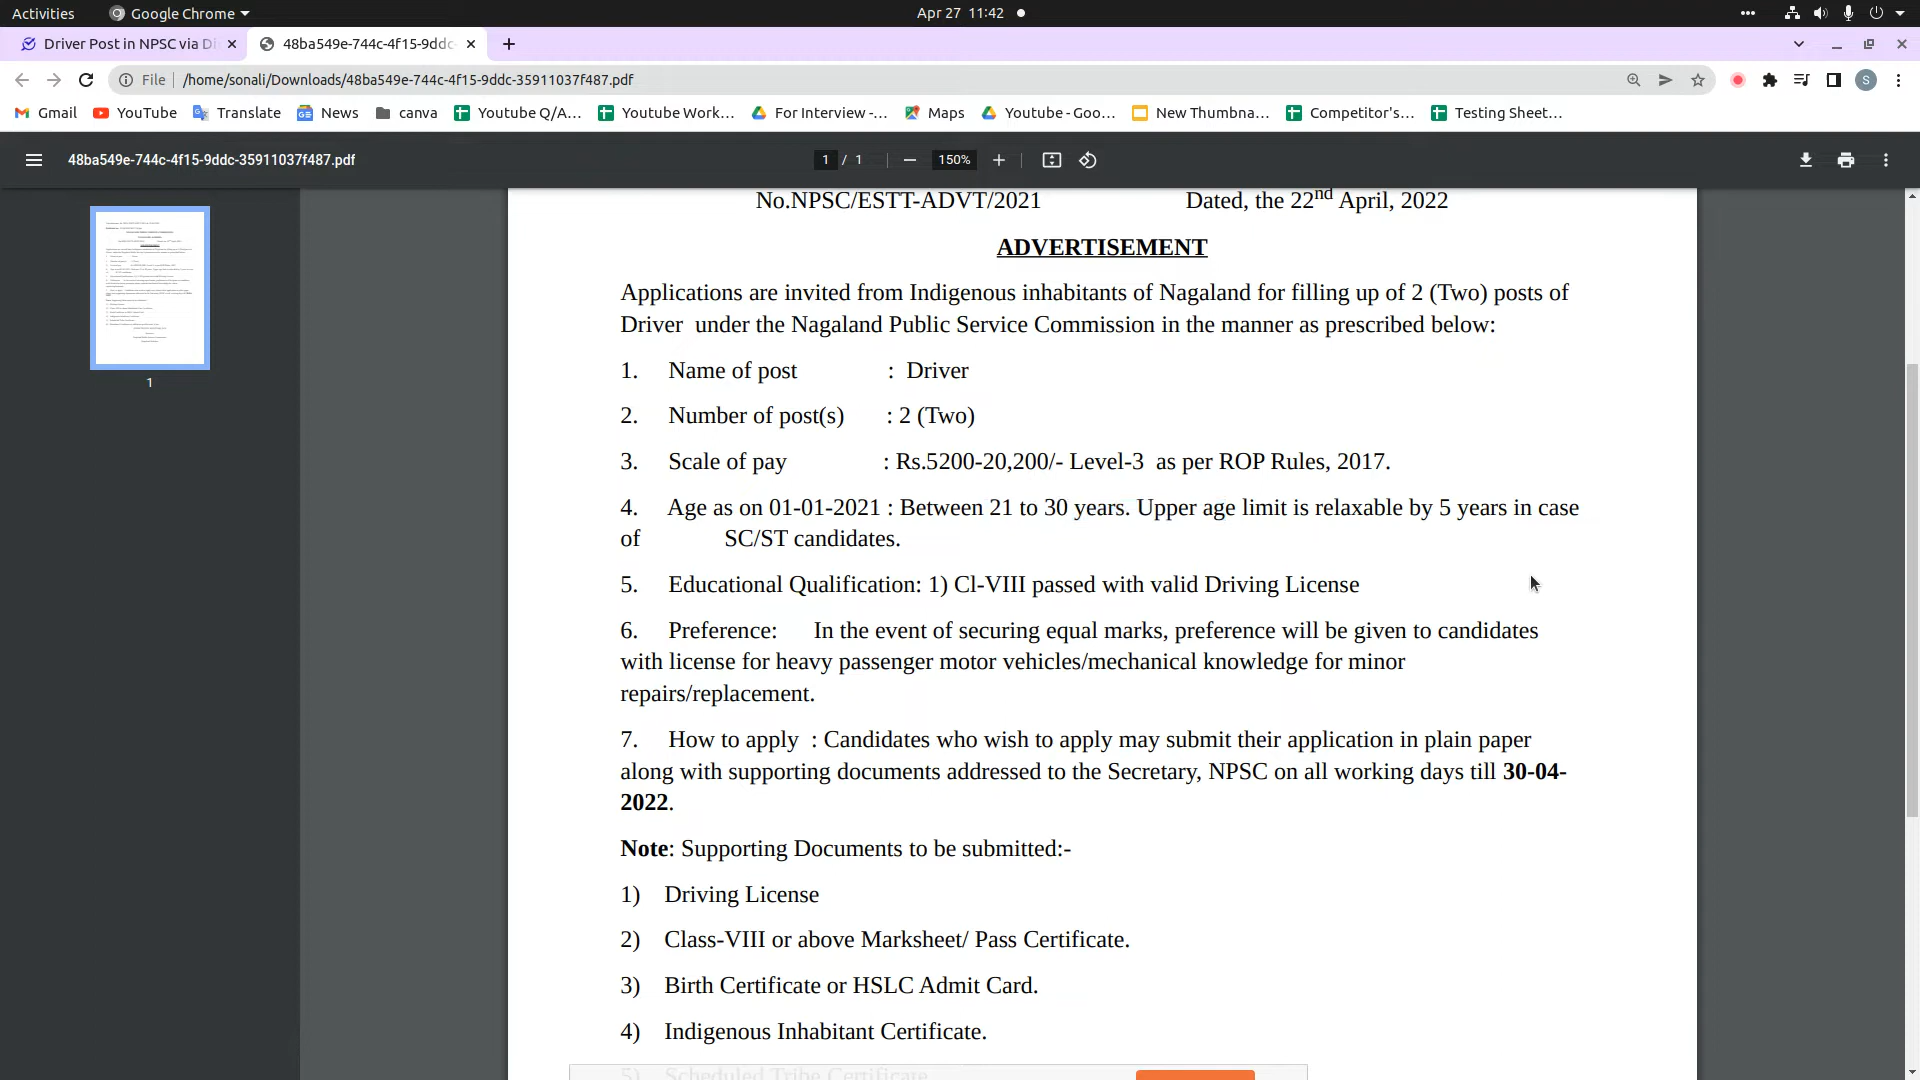 Activities
Google Chrome
Apr 27 11:42
Driver Post in NPSC via Di
48ba549e-744c-4f15-9ddc-
File
/home/sonali/Downloads/48ba549e-744c-4f15-9ddc-35911037f487.pdf
S
Gmail
YouTube
Translate
News
canva
Youtube Q/A...
Youtube Work...
For Interview -...
Maps
Youtube - Goo...
New Thumbna...
Competitor's...
Testing Sheet...
48ba549e-744c-4f15-9ddc-35911037f487.pdf
1 / 1
150%
1
No.NPSC/ESTT-ADVT/2021 Dated, the 22nd April, 2022
ADVERTISEMENT
Applications are invited from Indigenous inhabitants of Nagaland for filling up of 2 (Two) posts of
Driver under the Nagaland Public Service Commission in the manner as prescribed below:
1. Name of post : Driver
2. Number of post(s) : 2 (Two)
3. Scale of pay : Rs.5200-20,200/- Level-3 as per ROP Rules, 2017.
4. Age as on 01-01-2021 : Between 21 to 30 years. Upper age limit is relaxable by 5 years in case
of SC/ST candidates.
5. Educational Qualification: 1) Cl-VIII passed with valid Driving License
6. Preference: In the event of securing equal marks, preference will be given to candidates
with license for heavy passenger motor vehicles/mechanical knowledge for minor
repairs/replacement.
7. How to apply : Candidates who wish to apply may submit their application in plain paper
along with supporting documents addressed to the Secretary, NPSC on all working days till 30-04-
2022.
Note: Supporting Documents to be submitted:-
1) Driving License
2) Class-VIII or above Marksheet/ Pass Certificate.
3) Birth Certificate or HSLC Admit Card.
4) Indigenous Inhabitant Certificate.
5) Scheduled Tribe Certificate